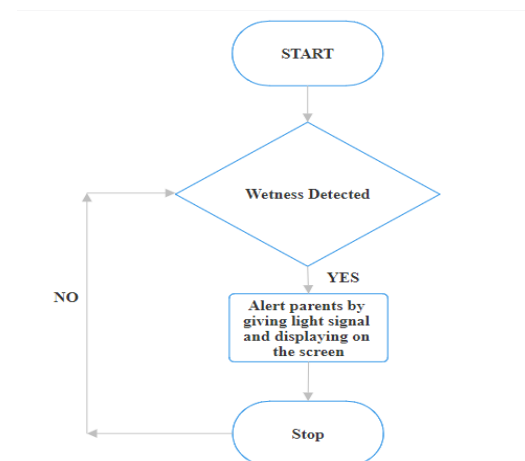 START
Wetness Detected
YES
NO
Alert parents by
giving light signal
and displaying on
the screen
Stop